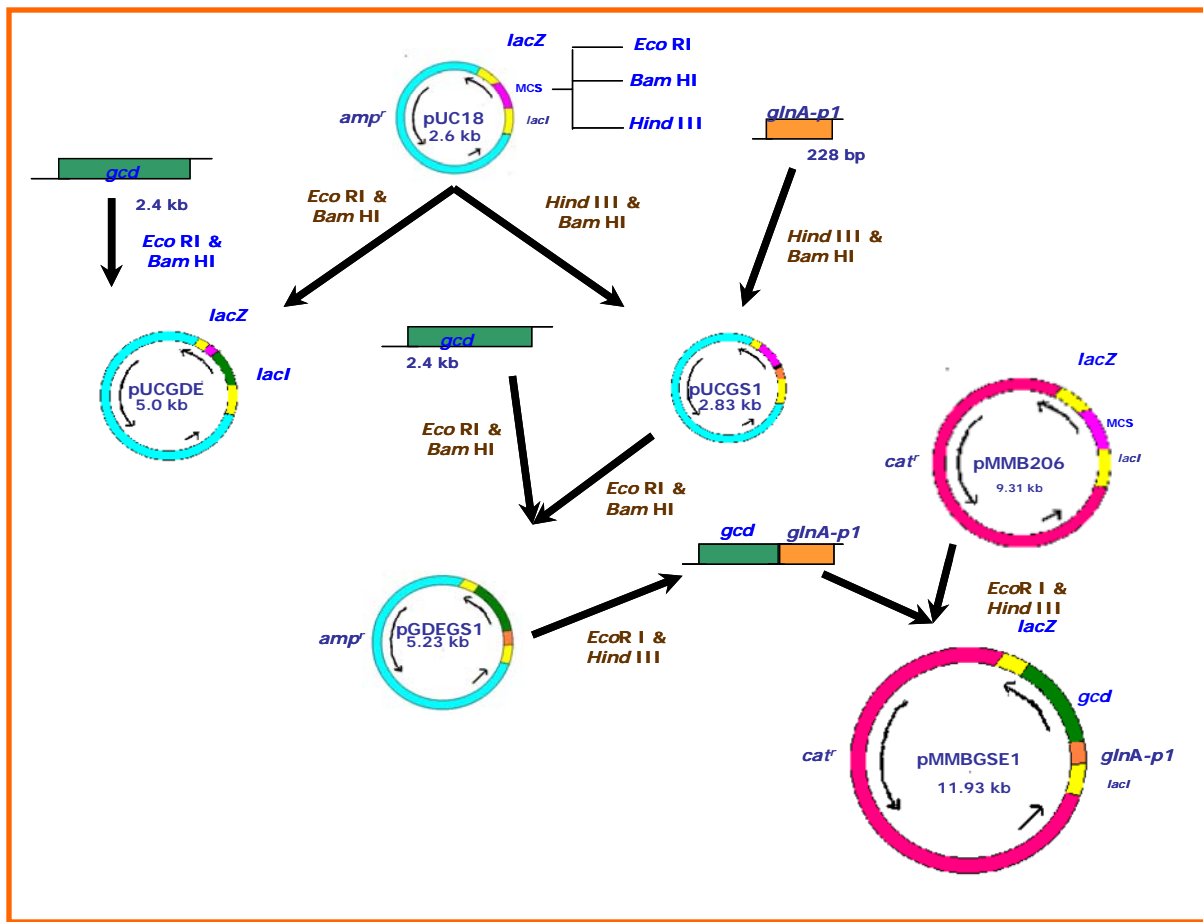 lacZ
Eco RI
Bam HI
Hind III
MCS
ampʳ
pUC18
2.6 kb
lacI
glnA-p1
228 bp
gcd
2.4 kb
Eco RI &
Bam HI
Eco RI &
Bam HI
Hind III &
Bam HI
Hind III &
Bam HI
lacZ
lacI
pUCGDE
5.0 kb
gcd
2.4 kb
pUCGS1
2.83 kb
Eco RI &
Bam HI
Eco RI &
Bam HI
lacZ
MCS
lacI
catʳ
pMMB206
9.31 kb
gcd
glnA-p1
ampʳ
pGDEGS1
5.23 kb
EcoR I &
Hind III
EcoR I &
Hind III
lacZ
gcd
glnA-p1
lacI
catʳ
pMMBGSE1
11.93 kb